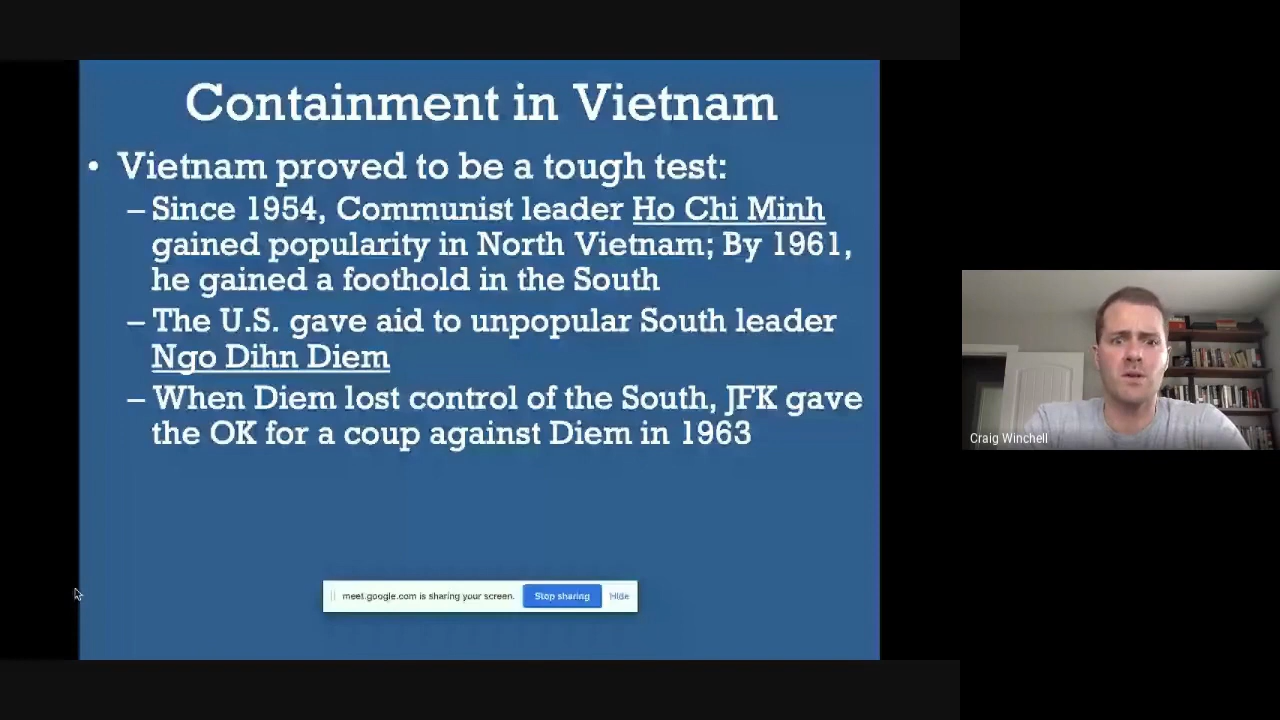 Containment in Vietnam
• Vietnam proved to be a tough test:
– Since 1954, Communist leader Ho Chi Minh
gained popularity in North Vietnam; By 1961,
he gained a foothold in the South
– The U.S. gave aid to unpopular South leader
Ngo Dihn Diem
– When Diem lost control of the South, JFK gave
the OK for a coup against Diem in 1963
Craig Winchell
meet.google.com is sharing your screen. Stop sharing Hide